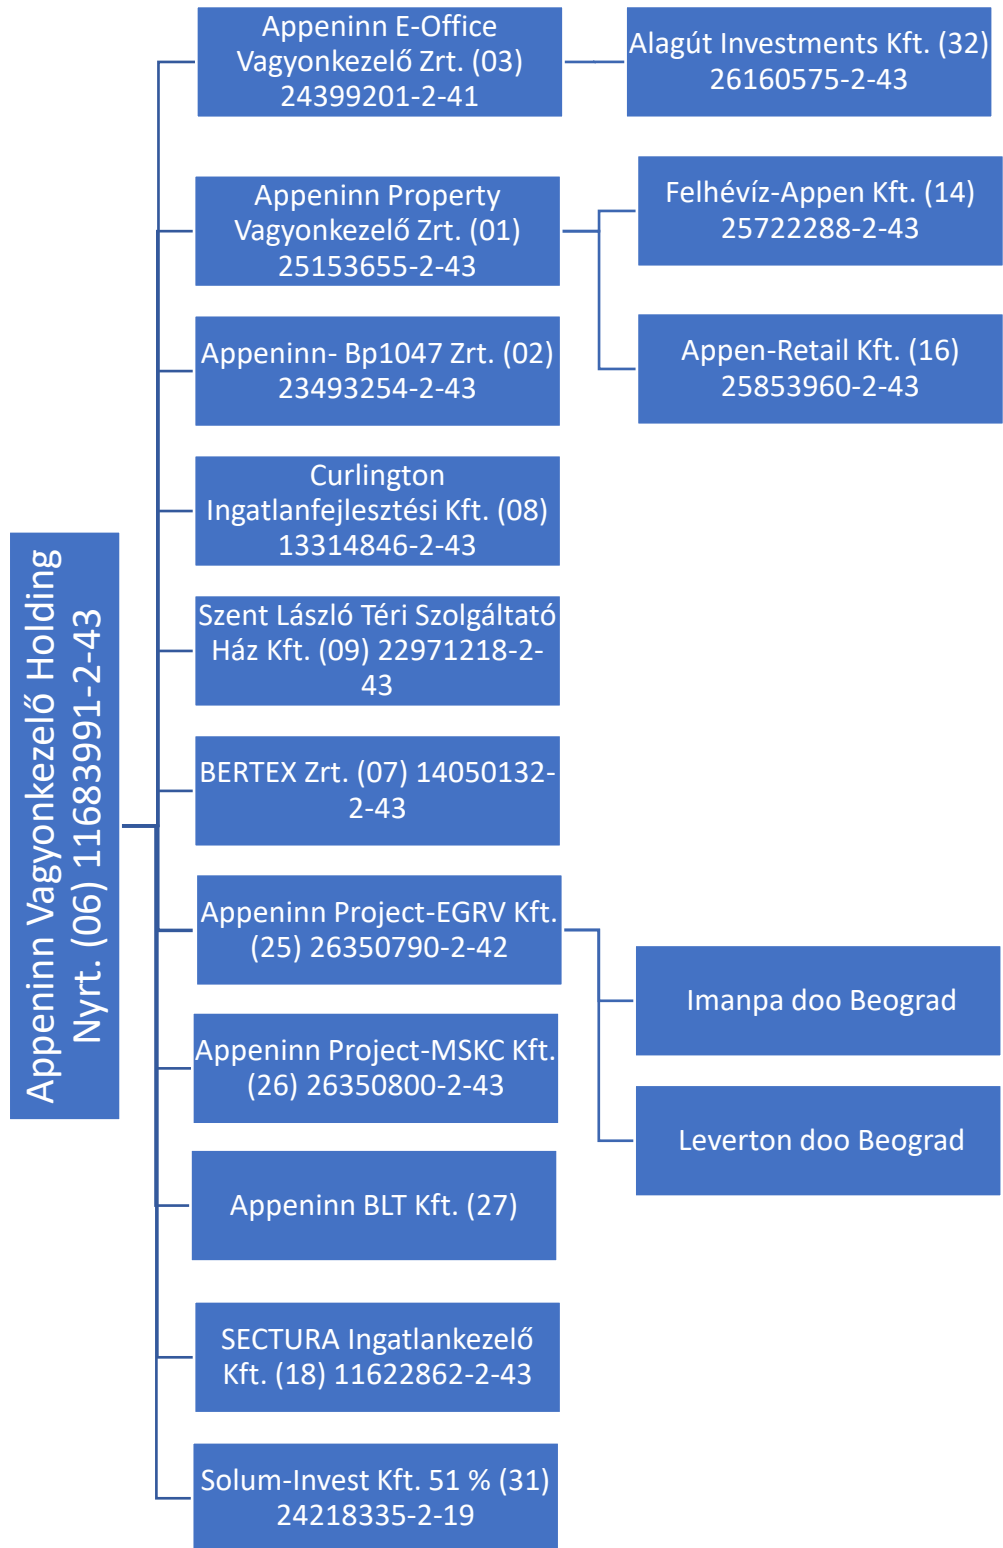 Appeninn Vagyonkezelő Holding
Nyrt. (06) 11683991-2-43
Appeninn E-Office
Vagyonkezelő Zrt. (03)
24399201-2-41
Alagút Investments Kft. (32)
26160575-2-43
Appeninn Property
Vagyonkezelő Zrt. (01)
25153655-2-43
Felhévíz-Appen Kft. (14)
25722288-2-43
Appen-Retail Kft. (16)
25853960-2-43
Appeninn- Bp1047 Zrt. (02)
23493254-2-43
Curlington
Ingatlanfejlesztési Kft. (08)
13314846-2-43
Szent László Téri Szolgáltató
Ház Kft. (09) 22971218-2-
43
BERTEX Zrt. (07) 14050132-
2-43
Appeninn Project-EGRV Kft.
(25) 26350790-2-42
Imanpa doo Beograd
Leverton doo Beograd
Appeninn Project-MSKC Kft.
(26) 26350800-2-43
Appeninn BLT Kft. (27)
SECTURA Ingatlankezelő
Kft. (18) 11622862-2-43
Solum-Invest Kft. 51 % (31)
24218335-2-19